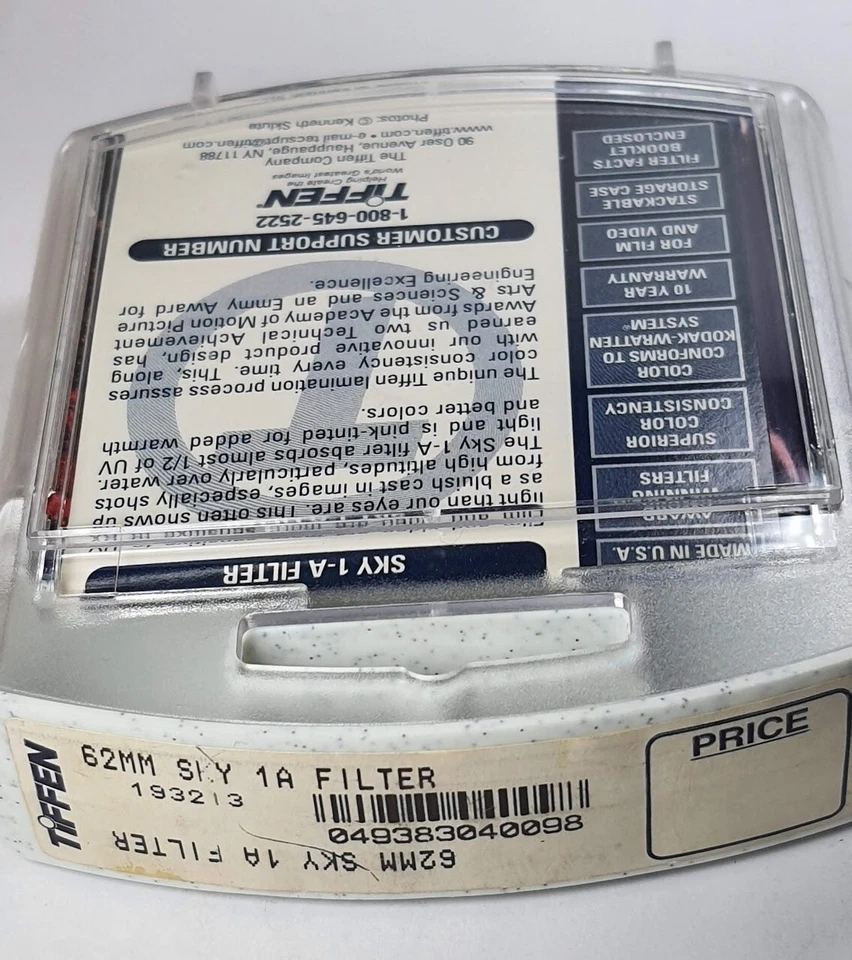 MADE IN U.S.A.
AWARD
WINNING
FILTERS
SUPERIOR
COLOR
CONSISTENCY
COLOR
CONFORMS TO
KODAK-WRATTEN
SYSTEM®
10 YEAR
WARRANTY
FOR FILM
AND VIDEO
STACKABLE
STORAGE CASE
FILTER FACTS
BOOKLET
ENCLOSED
SKY 1-A FILTER
Film and video are more
light than our eyes are. This often shows up
as a bluish cast in images, especially shots
from high altitudes, particularly over water.
The Sky 1-A filter absorbs almost 1/2 of UV
light and is pink-tinted for added warmth
and better colors.
The unique Tiffen lamination process assures
color consistency every time. This, along
with our innovative product design, has
earned us two Technical Achievement
Awards from the Academy of Motion Picture
Arts & Sciences and an Emmy Award for
Engineering Excellence.
CUSTOMER SUPPORT NUMBER
1-800-645-2522
TIFFEN
Helping Create the
World's Greatest Images
The Tiffen Company
90 Oser Avenue, Hauppauge, NY 11788
www.tiffen.com • e-mail tecsupt@tiffen.com
Photos: © Kenneth Sklute
TIFFEN
62MM SKY 1A FILTER
193213
049383040098
62MM SKY 1A FILTER
PRICE